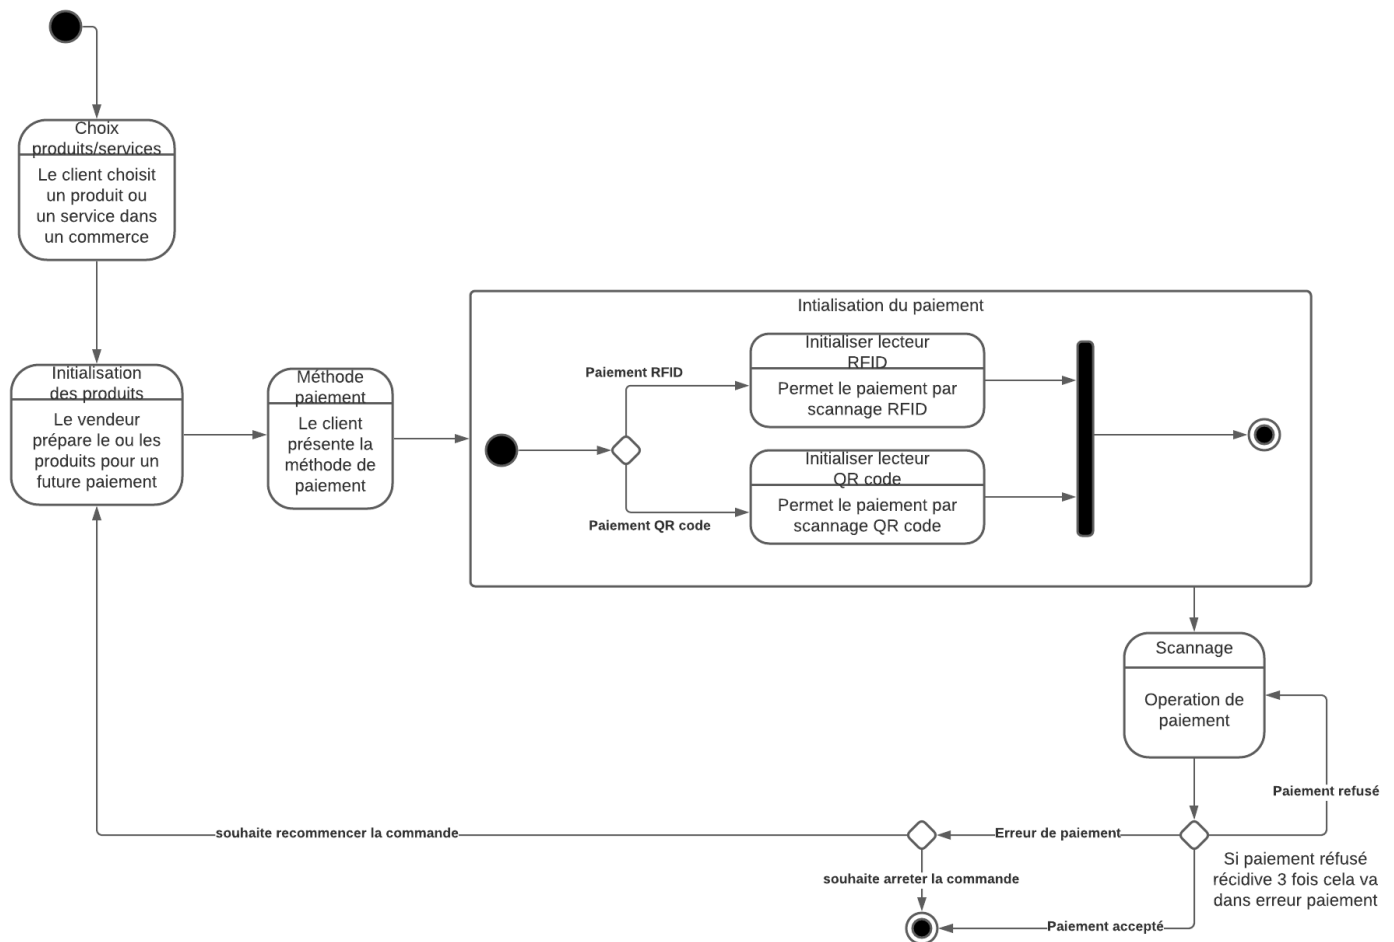 Choix
produits/services
Le client choisit
un produit ou
un service dans
un commerce
Initialisation
des produits
Le vendeur
prépare le ou les
produits pour un
future paiement
Méthode
paiement
Le client
présente la
méthode de
paiement
Intialisation du paiement
Paiement RFID
Paiement QR code
Initialiser lecteur
RFID
Permet le paiement par
scannage RFID
Initialiser lecteur
QR code
Permet le paiement par
scannage QR code
Scannage
Operation de
paiement
Paiement refusé
souhaite recommencer la commande
Erreur de paiement
Si paiement réfusé
récidive 3 fois cela va
dans erreur paiement
souhaite arreter la commande
Paiement accepté